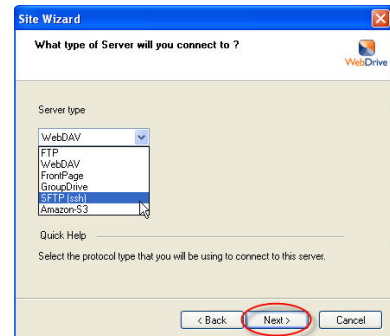 Site Wizard
What type of Server will you connect to ?
WebDrive
Server type
WebDAV
FTP
WebDAV
FrontPage
GroupDrive
SFTP (ssh)
Amazon-S3
Quick Help
Select the protocol type that you will be using to connect to this server.
< Back
Next >
Cancel